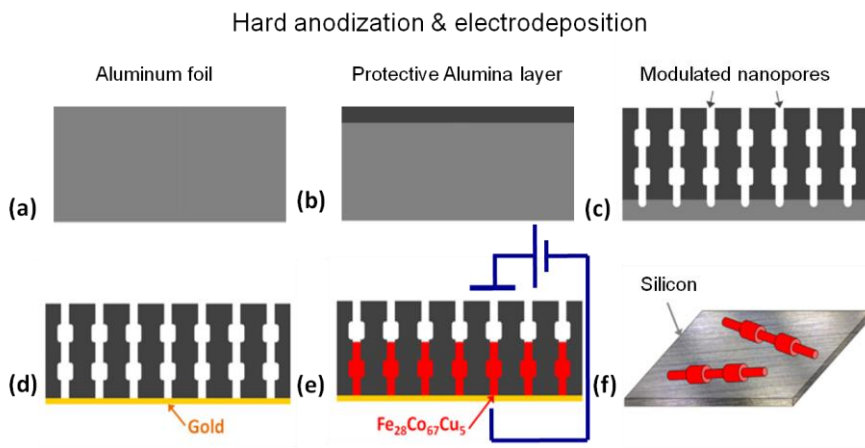 Hard anodization & electrodeposition
Aluminum foil
Protective Alumina layer
Modulated nanopores
(a)
(b)
(c)
Silicon
(d)
(e)
(f)
Gold
Fe₂₈Co₆₇Cu₅